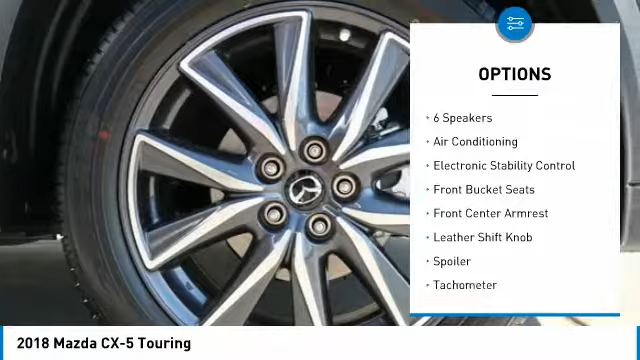 OPTIONS
6 Speakers
Air Conditioning
Electronic Stability Control
Front Bucket Seats
Front Center Armrest
Leather Shift Knob
Spoiler
Tachometer
2018 Mazda CX-5 Touring